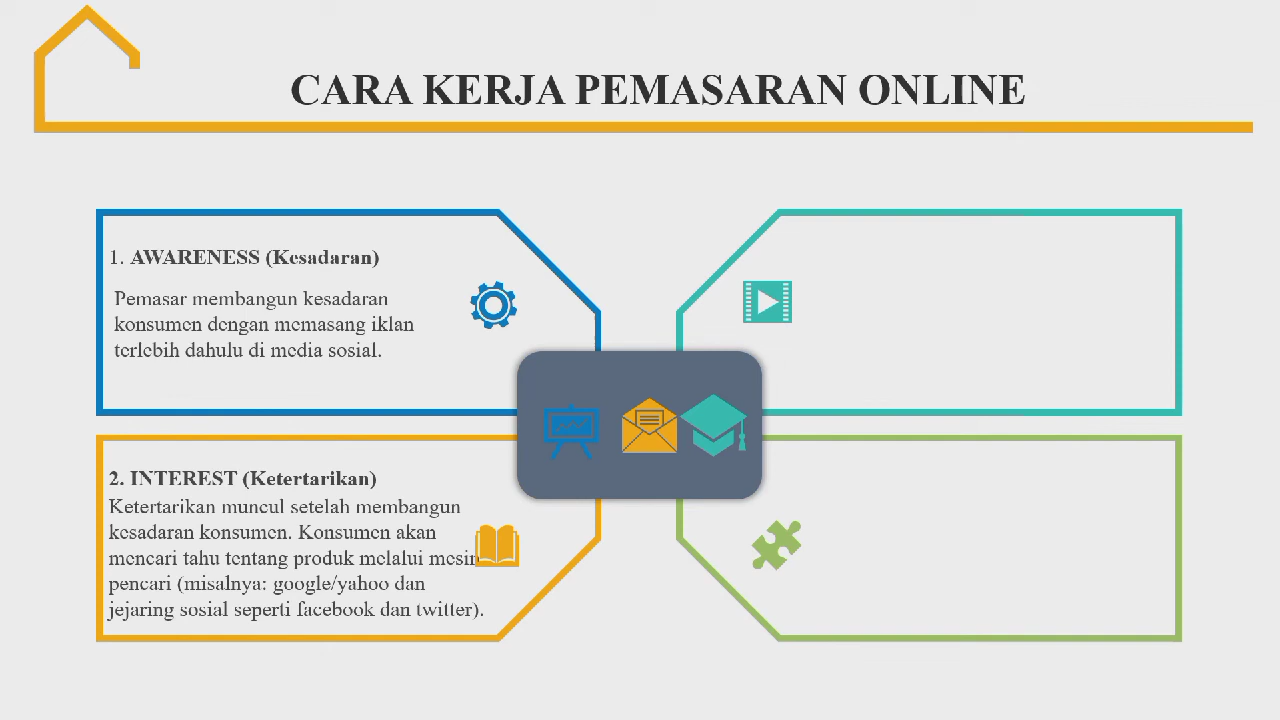 CARA KERJA PEMASARAN ONLINE
1. AWARENESS (Kesadaran)
Pemasar membangun kesadaran
konsumen dengan memasang iklan
terlebih dahulu di media sosial.
2. INTEREST (Ketertarikan)
Ketertarikan muncul setelah membangun
kesadaran konsumen. Konsumen akan
mencari tahu tentang produk melalui mesin
pencari (misalnya: google/yahoo dan
jejaring sosial seperti facebook dan twitter).